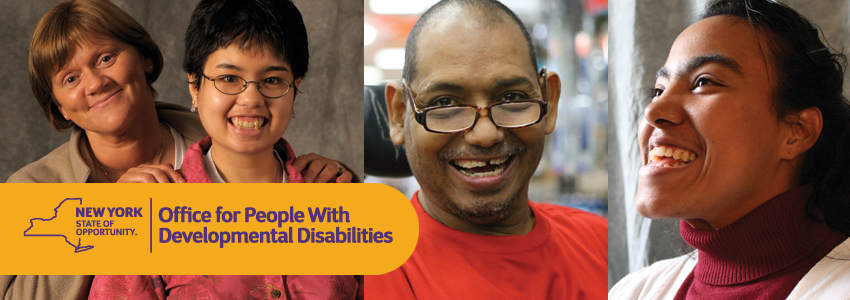 NEW YORK
STATE OF
OPPORTUNITY.
Office for People With
Developmental Disabilities